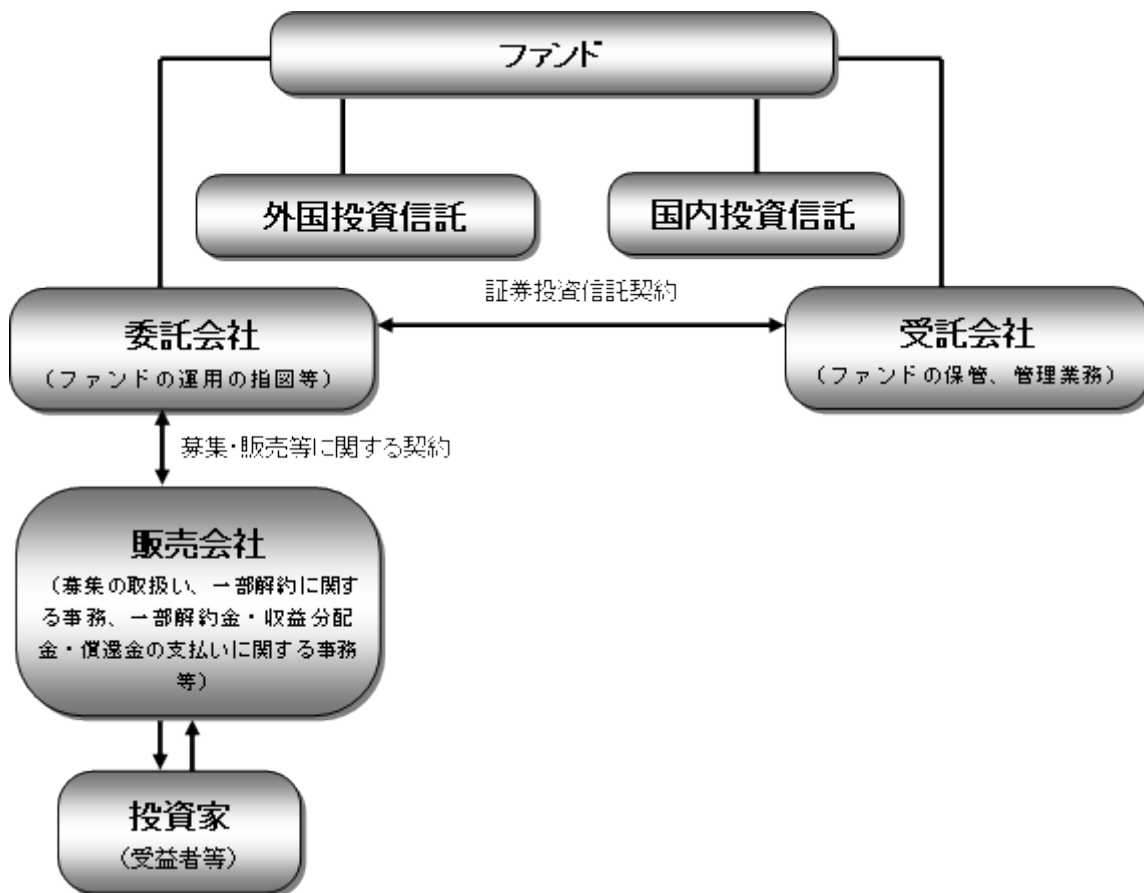 ファンド
外国投資信託
国内投資信託
証券投資信託契約
委託会社
(ファンドの運用の指図等)
受託会社
(ファンドの保管、管理業務)
募集・販売等に関する契約
販売会社
(募集の取扱い、一部解約に関す
る事務、一部解約金・収益分配
金・償還金の支払いに関する事務
等)
投資家
(受益者等)